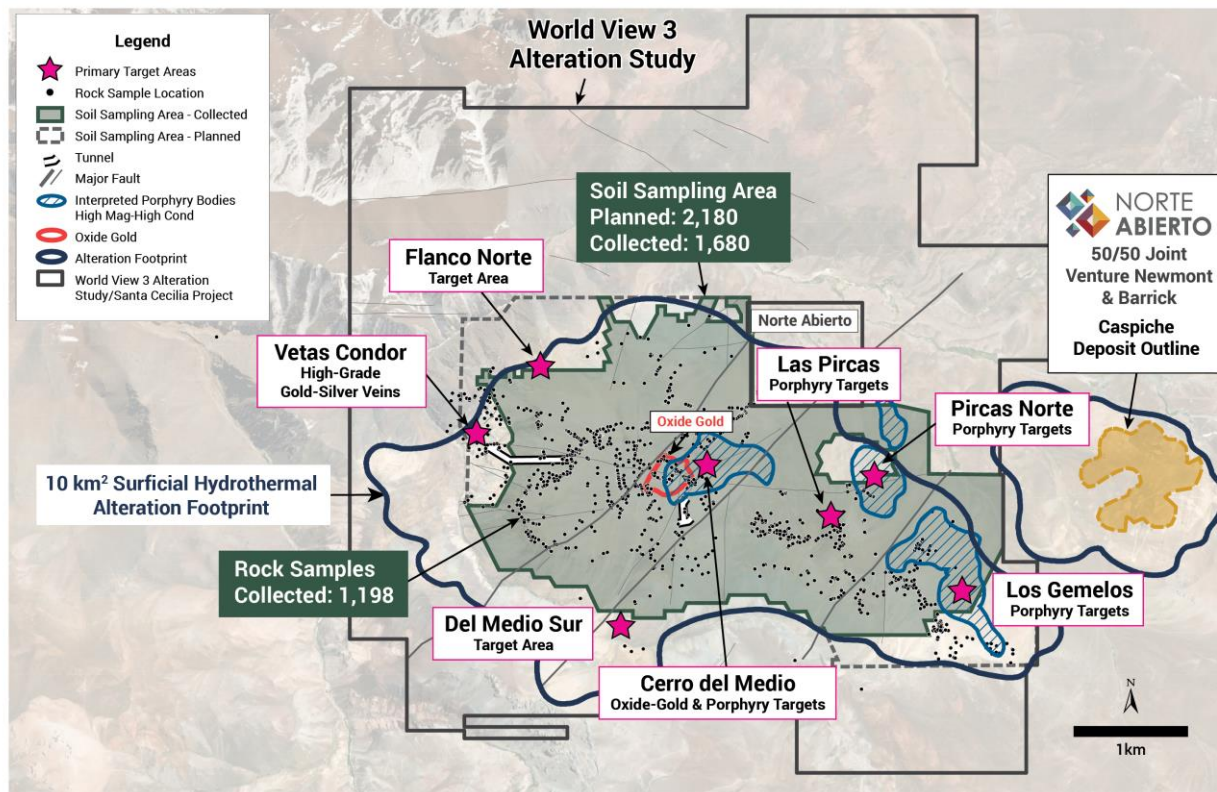 World View 3
Alteration Study
Legend
Primary Target Areas
Rock Sample Location
Soil Sampling Area - Collected
Soil Sampling Area - Planned
Tunnel
Major Fault
Interpreted Porphyry Bodies
High Mag-High Cond
Oxide Gold
Alteration Footprint
World View 3 Alteration
Study/Santa Cecilia Project
Soil Sampling Area
Planned: 2,180
Collected: 1,680
NORTE
ABIERTO
50/50 Joint
Venture Newmont
& Barrick
Caspiche
Deposit Outline
Flanco Norte
Target Area
Norte Abierto
Vetas Condor
High-Grade
Gold-Silver Veins
Las Pircas
Porphyry Targets
Pircas Norte
Porphyry Targets
Oxide Gold
10 km² Surficial Hydrothermal
Alteration Footprint
Rock Samples
Collected: 1,198
Los Gemelos
Porphyry Targets
Del Medio Sur
Target Area
Cerro del Medio
Oxide-Gold & Porphyry Targets
N
1km